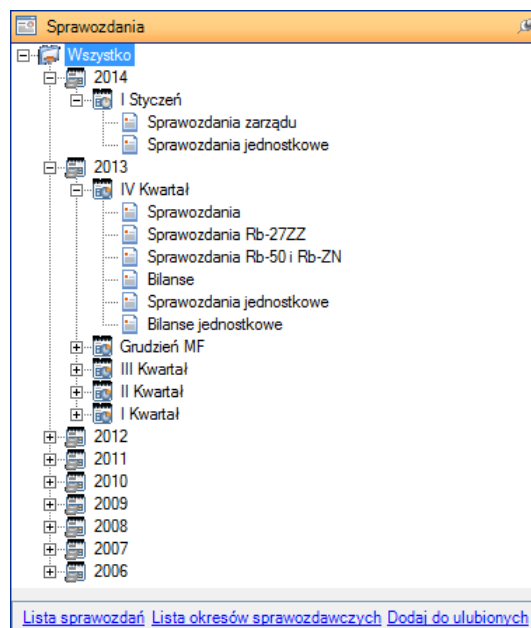 Sprawozdania
Wszystko
2014
I Styczeń
Sprawozdania zarządu
Sprawozdania jednostkowe
2013
IV Kwartał
Sprawozdania
Sprawozdania Rb-27ZZ
Sprawozdania Rb-50 i Rb-ZN
Bilanse
Sprawozdania jednostkowe
Bilanse jednostkowe
Grudzień MF
III Kwartał
II Kwartał
I Kwartał
2012
2011
2010
2009
2008
2007
2006
Lista sprawozdań Lista okresów sprawozdawczych Dodaj do ulubionych